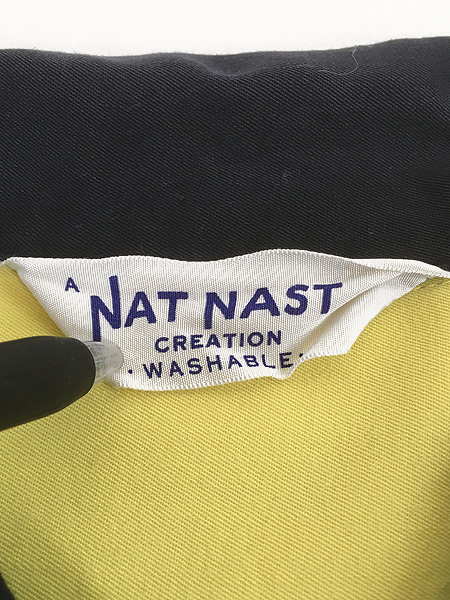 A
NAT NAST
CREATION
· WASHABLE ·